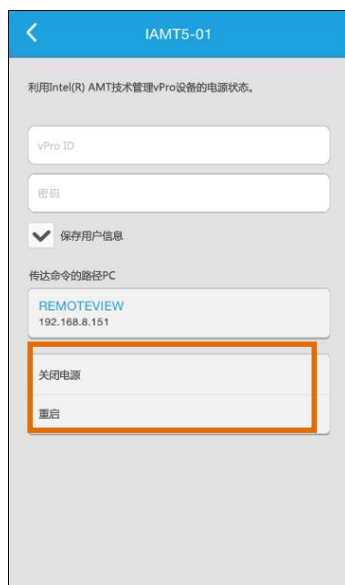 IAMT5-01
利用Intel(R) AMT技术管理vPro设备的电源状态。
vPro ID
密码
保存用户信息
传达命令的路径PC
REMOTEVIEW
192.168.8.151
关闭电源
重启